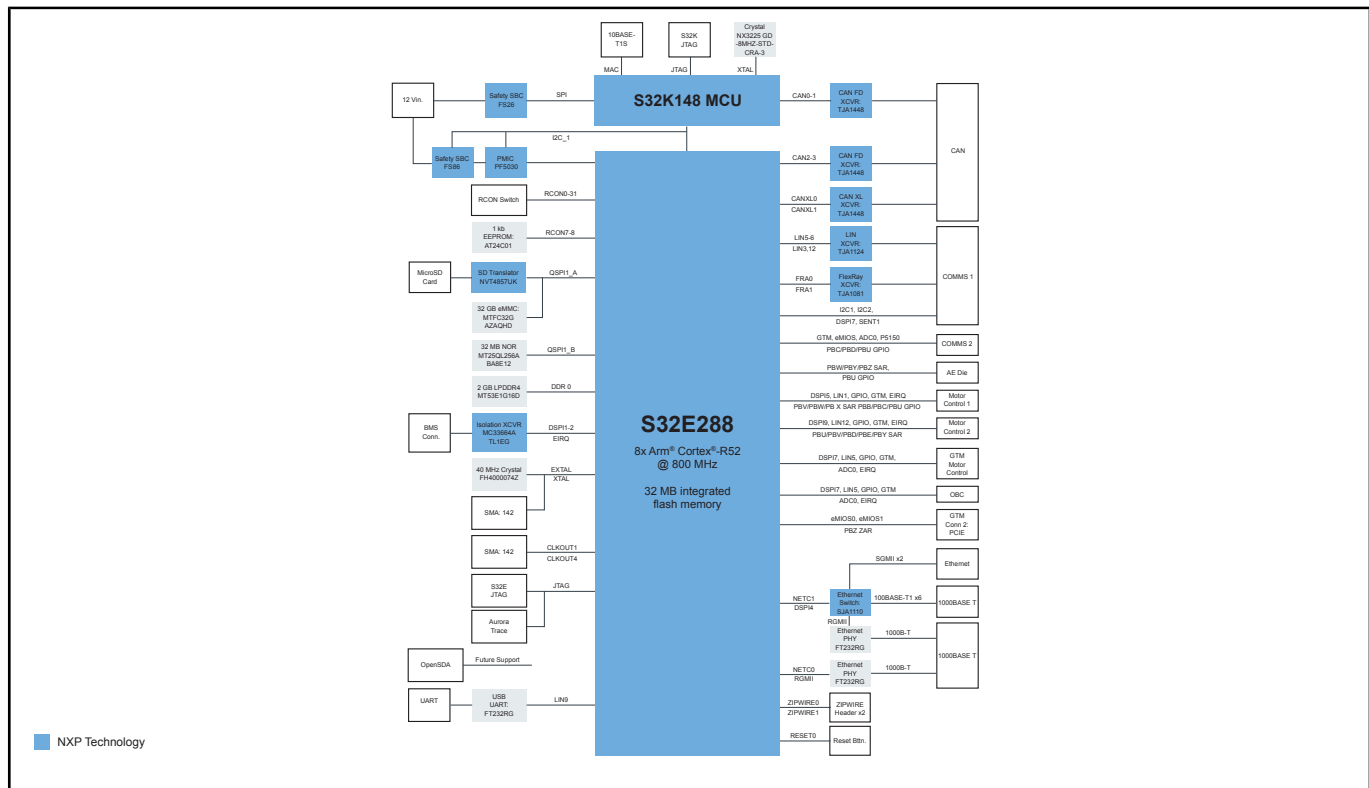 10BASE-
T1S
S32K
JTAG
Crystal
NX3225 GD
-8MHZ-STD-
CRA-3
MAC
JTAG
XTAL
12 Vin.
Safety SBC
FS26
SPI
S32K148 MCU
CAN0-1
CAN FD
XCVR:
TJA1448
CAN
I2C_1
Safety SBC
FS86
PMIC
PF5030
CAN2-3
CAN FD
XCVR:
TJA1448
RCON Switch
RCON0-31
CANXL0
CANXL1
CAN XL
XCVR:
TJA1448
1 kb
EEPROM:
AT24C01
RCON7-8
LIN5-6
LIN3,12
LIN
XCVR:
TJA1124
COMMS 1
MicroSD
Card
SD Translator
NVT4857UK
QSPI1_A
FRA0
FRA1
FlexRay
XCVR:
TJA1081
32 GB eMMC:
MTFC32G
AZAQHD
I2C1, I2C2,
DSPI7, SENT1
32 MB NOR
MT25QL256A
BA8E12
QSPI1_B
GTM, eMIOS, ADC0, P5150
PBC/PBD/PBU GPIO
COMMS 2
PBW/PBY/PBZ SAR,
PBU GPIO
AE Die
2 GB LPDDR4
MT53E1G16D
DDR 0
DSPI5, LIN1, GPIO, GTM, EIRQ
PBV/PBW/PB X SAR PBB/PBC/PBU GPIO
Motor
Control 1
BMS
Conn.
Isolation XCVR
MC33664A
TL1EG
DSPI1-2
EIRQ
S32E288
8x Arm® Cortex®-R52
@ 800 MHz
32 MB integrated
flash memory
DSPI9, LIN12, GPIO, GTM, EIRQ
PBU/PBV/PBD/PBE/PBY SAR
Motor
Control 2
40 MHz Crystal
FH4000074Z
EXTAL
XTAL
DSPI7, LIN5, GPIO, GTM,
ADC0, EIRQ
GTM
Motor
Control
SMA: 142
DSPI7, LIN5, GPIO, GTM
ADC0, EIRQ
OBC
eMIOS0, eMIOS1
PBZ ZAR
GTM
Conn 2:
PCIE
SMA: 142
CLKOUT1
CLKOUT4
SGMII x2
Ethernet
S32E
JTAG
JTAG
NETC1
DSPI4
Ethernet
Switch:
SJA1110
100BASE-T1 x6
1000BASE T
Aurora
Trace
RGMII
Ethernet
PHY
FT232RG
1000B-T
1000BASE T
OpenSDA
Future Support
NETC0
RGMII
Ethernet
PHY
FT232RG
1000B-T
UART
USB
UART:
FT232RG
LIN9
ZIPWIRE0
ZIPWIRE1
ZIPWIRE
Header x2
RESET0
Reset Bttn.
NXP Technology